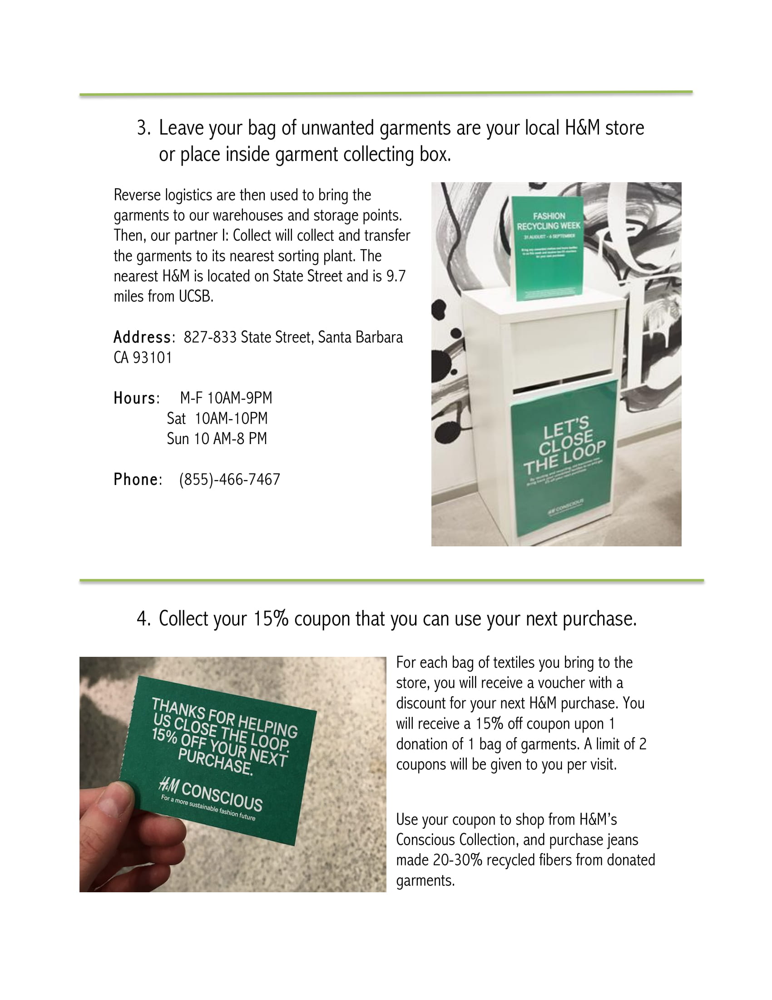 3. Leave your bag of unwanted garments are your local H&M store
or place inside garment collecting box.
Reverse logistics are then used to bring the
garments to our warehouses and storage points.
Then, our partner I: Collect will collect and transfer
the garments to its nearest sorting plant. The
nearest H&M is located on State Street and is 9.7
miles from UCSB.
Address: 827-833 State Street, Santa Barbara
CA 93101
Hours: M-F 10AM-9PM
Sat 10AM-10PM
Sun 10 AM-8 PM
Phone: (855)-466-7467
FASHION
RECYCLING WEEK
31 AUGUST - 6 SEPTEMBER
LET'S
CLOSE
THE LOOP
H&M CONSCIOUS
4. Collect your 15% coupon that you can use your next purchase.
THANKS FOR HELPING
US CLOSE THE LOOP.
15% OFF YOUR NEXT
PURCHASE.
H&M CONSCIOUS
For a more sustainable fashion future
For each bag of textiles you bring to the
store, you will receive a voucher with a
discount for your next H&M purchase. You
will receive a 15% off coupon upon 1
donation of 1 bag of garments. A limit of 2
coupons will be given to you per visit.
Use your coupon to shop from H&M's
Conscious Collection, and purchase jeans
made 20-30% recycled fibers from donated
garments.